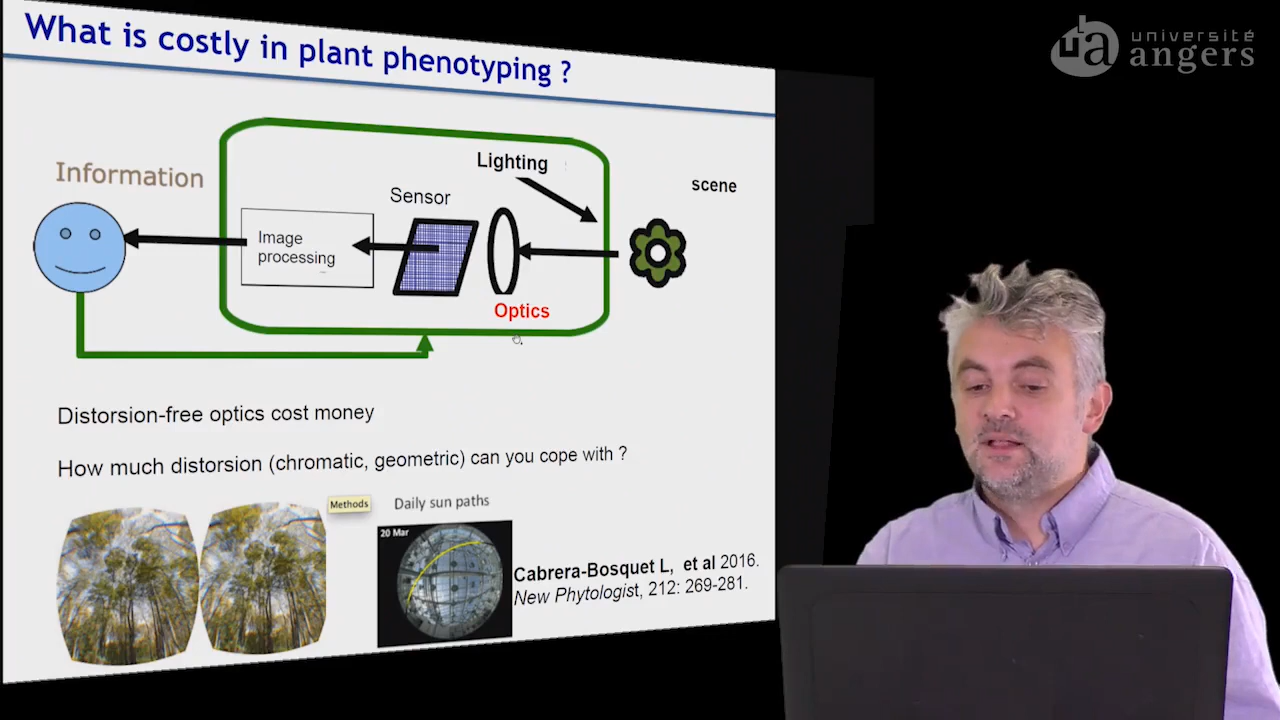 What is costly in plant phenotyping ?
université
angers
Information
Lighting
scene
Sensor
Image
processing
Optics
Distorsion-free optics cost money
How much distorsion (chromatic, geometric) can you cope with ?
Methods
Daily sun paths
20 Mar
Cabrera-Bosquet L, et al 2016.
New Phytologist, 212: 269-281.